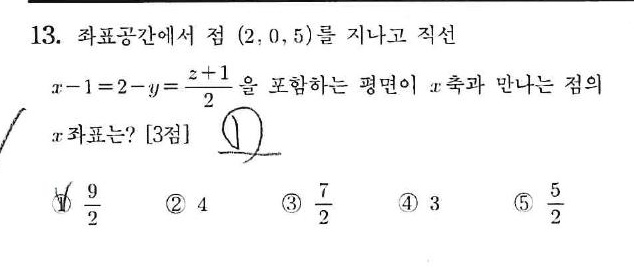 13. 좌표공간에서 점 (2, 0, 5)를 지나고 직선
x-1=2-y=\frac{z+1}{2} 을 포함하는 평면이 x축과 만나는 점의
x좌표는? [3점] ①
① \frac{9}{2} ② 4 ③ \frac{7}{2} ④ 3 ⑤ \frac{5}{2}